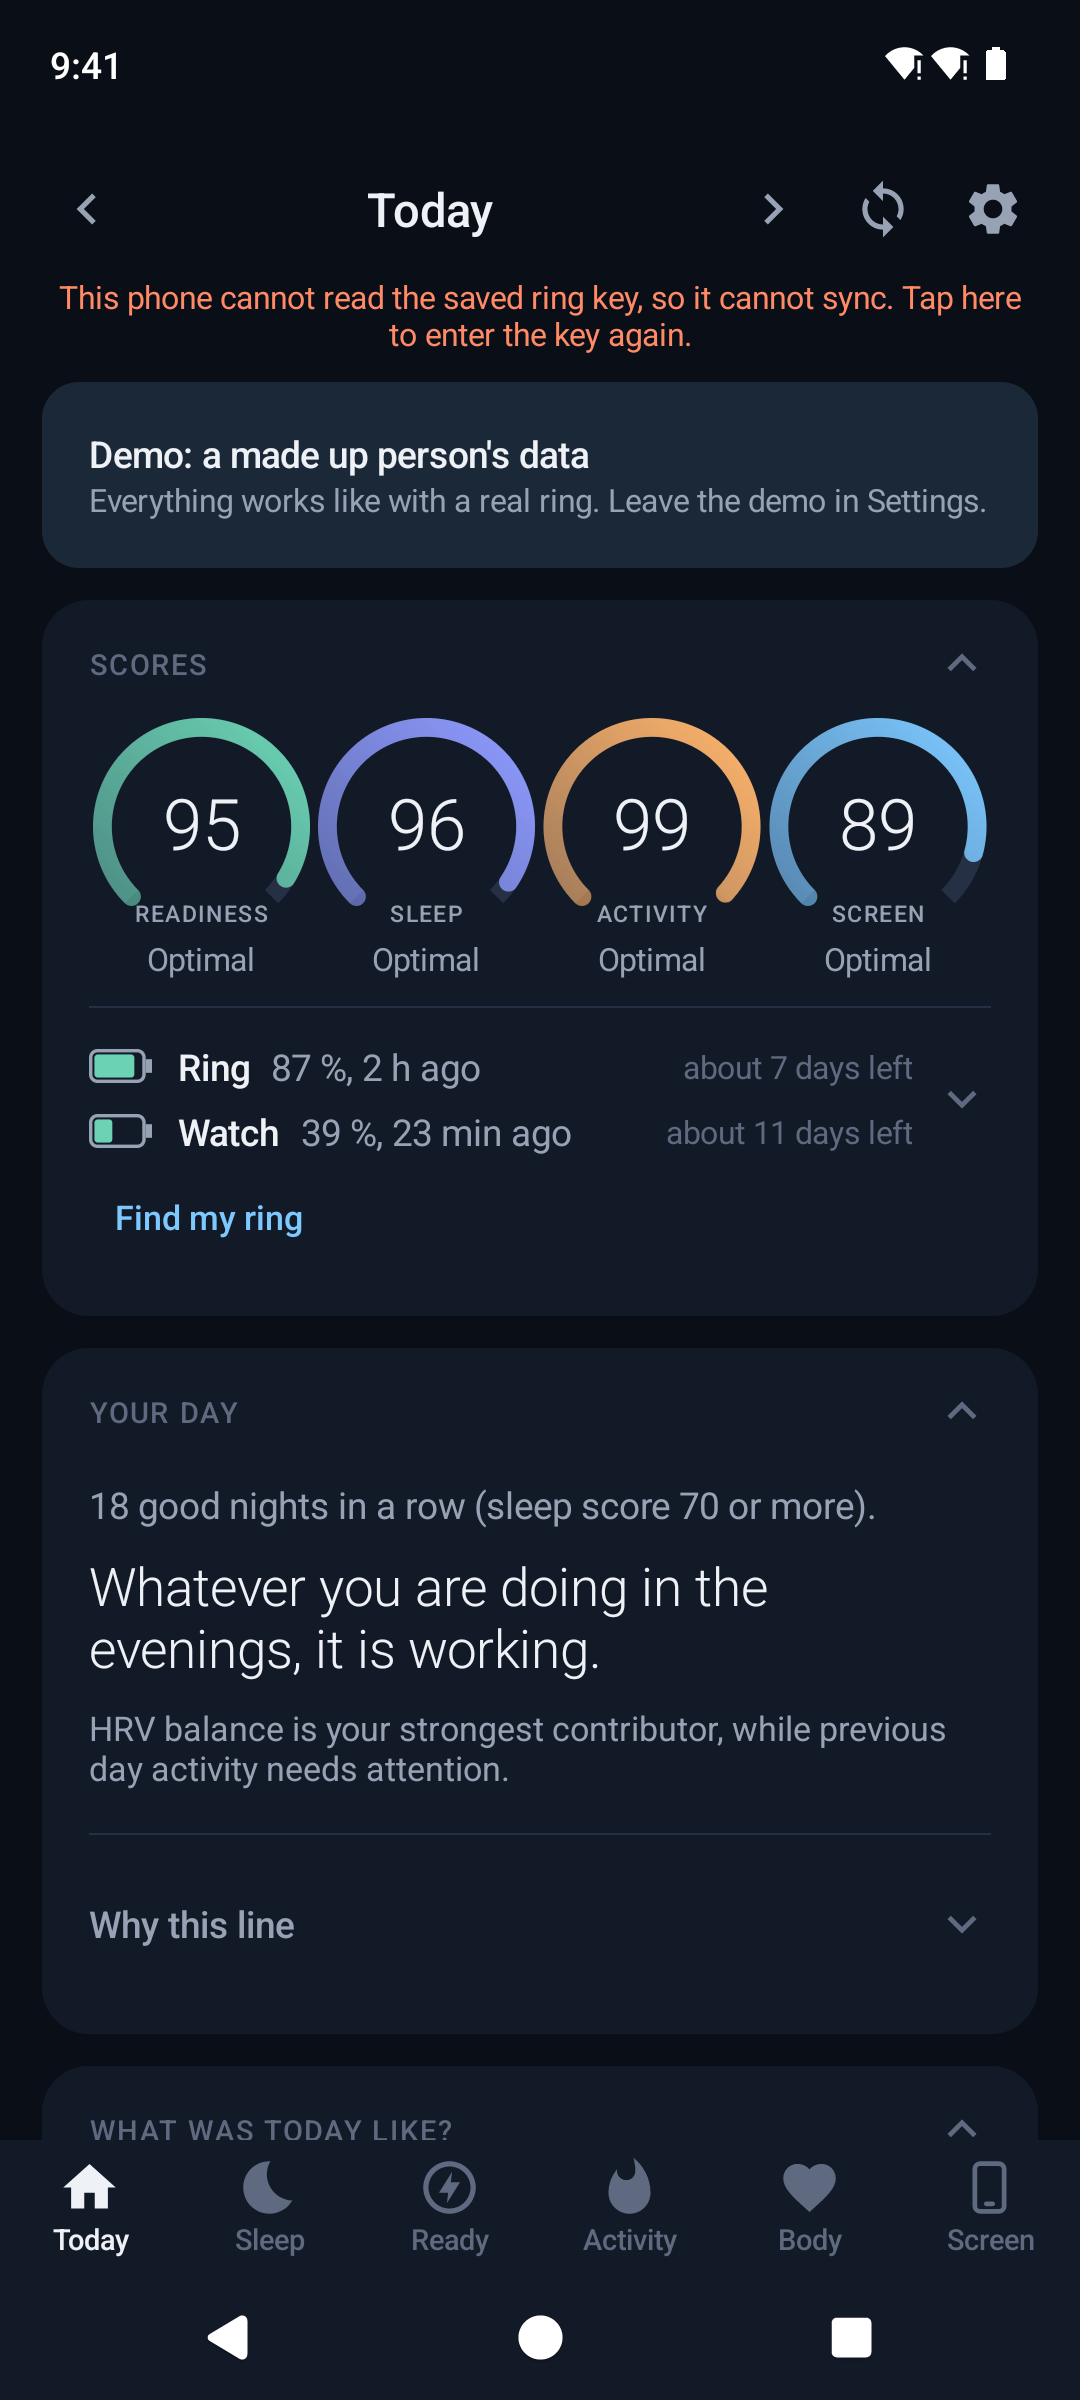 9:41
Today
This phone cannot read the saved ring key, so it cannot sync. Tap here
to enter the key again.
Demo: a made up person's data
Everything works like with a real ring. Leave the demo in Settings.
SCORES
95 96 99 89
READINESS SLEEP ACTIVITY SCREEN
Optimal Optimal Optimal Optimal
Ring 87 %, 2 h ago about 7 days left
Watch 39 %, 23 min ago about 11 days left
Find my ring
YOUR DAY
18 good nights in a row (sleep score 70 or more).
Whatever you are doing in the
evenings, it is working.
HRV balance is your strongest contributor, while previous
day activity needs attention.
Why this line
WHAT WAS TODAY LIKE?
Today Sleep Ready Activity Body Screen